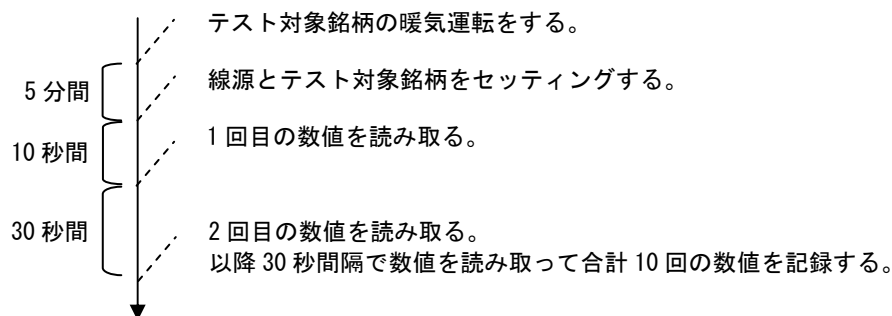 テスト対象銘柄の暖気運転をする。
5 分間
線源とテスト対象銘柄をセッティングする。
10 秒間
1 回目の数値を読み取る。
30 秒間
2 回目の数値を読み取る。
以降 30 秒間隔で数値を読み取って合計 10 回の数値を記録する。